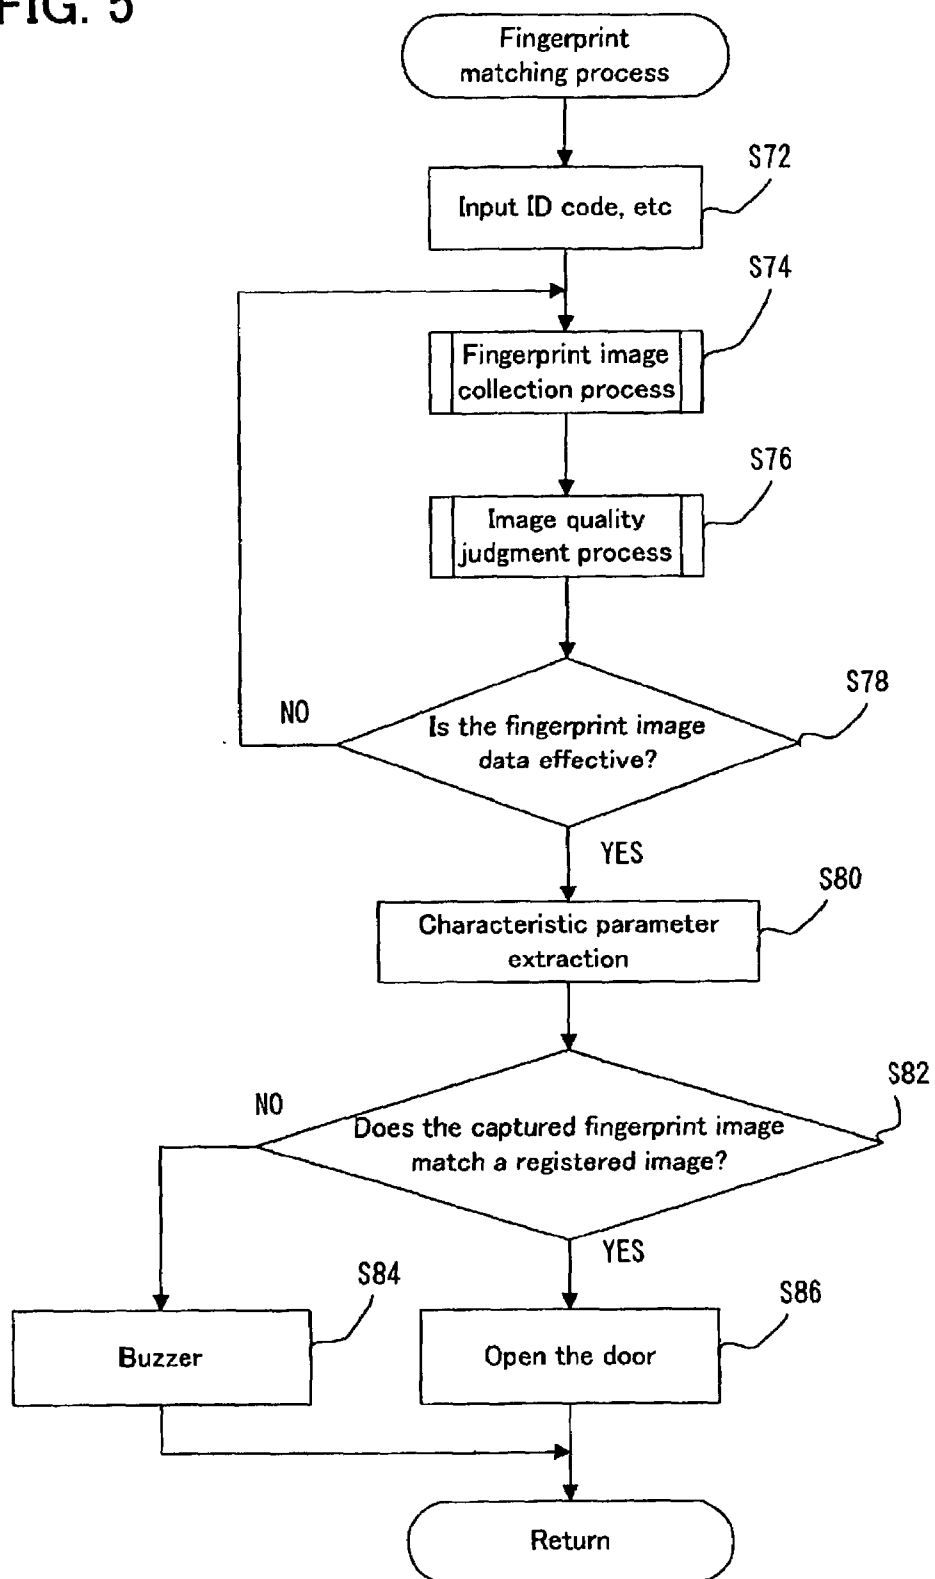 FIG. 5
Fingerprint
matching process
S72
Input ID code, etc
S74
Fingerprint image
collection process
S76
Image quality
judgment process
S78
NO
Is the fingerprint image
data effective?
YES
S80
Characteristic parameter
extraction
S82
NO
Does the captured fingerprint image
match a registered image?
YES
S84
S86
Buzzer
Open the door
Return